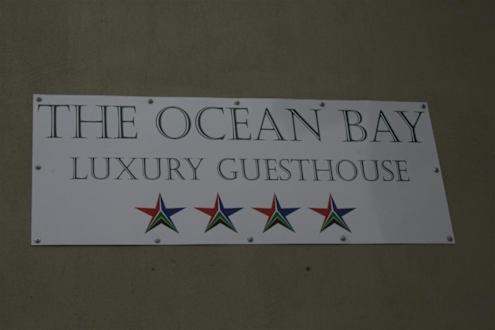 THE OCEAN BAY
LUXURY GUESTHOUSE